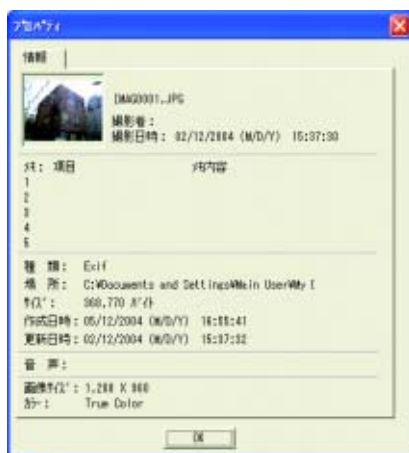 ﾌﾟﾛﾊﾟﾃｨ
情報
IMAG0001.JPG
撮影者：
撮影日時： 02/12/2004 (M/D/Y) 15:37:30
ﾒﾓ： 項目 ﾒﾓ内容
1
2
3
4
5
種 類： Exif
場 所： C:¥Documents and Settings¥Main User¥My
ｻｲｽﾞ： 368,770 ﾊﾞｲﾄ
作成日時： 05/12/2004 (M/D/Y) 16:55:41
更新日時： 02/12/2004 (M/D/Y) 15:37:32
音 声：
画像ｻｲｽﾞ： 1,280 X 960
ｶﾗｰ： True Color
OK